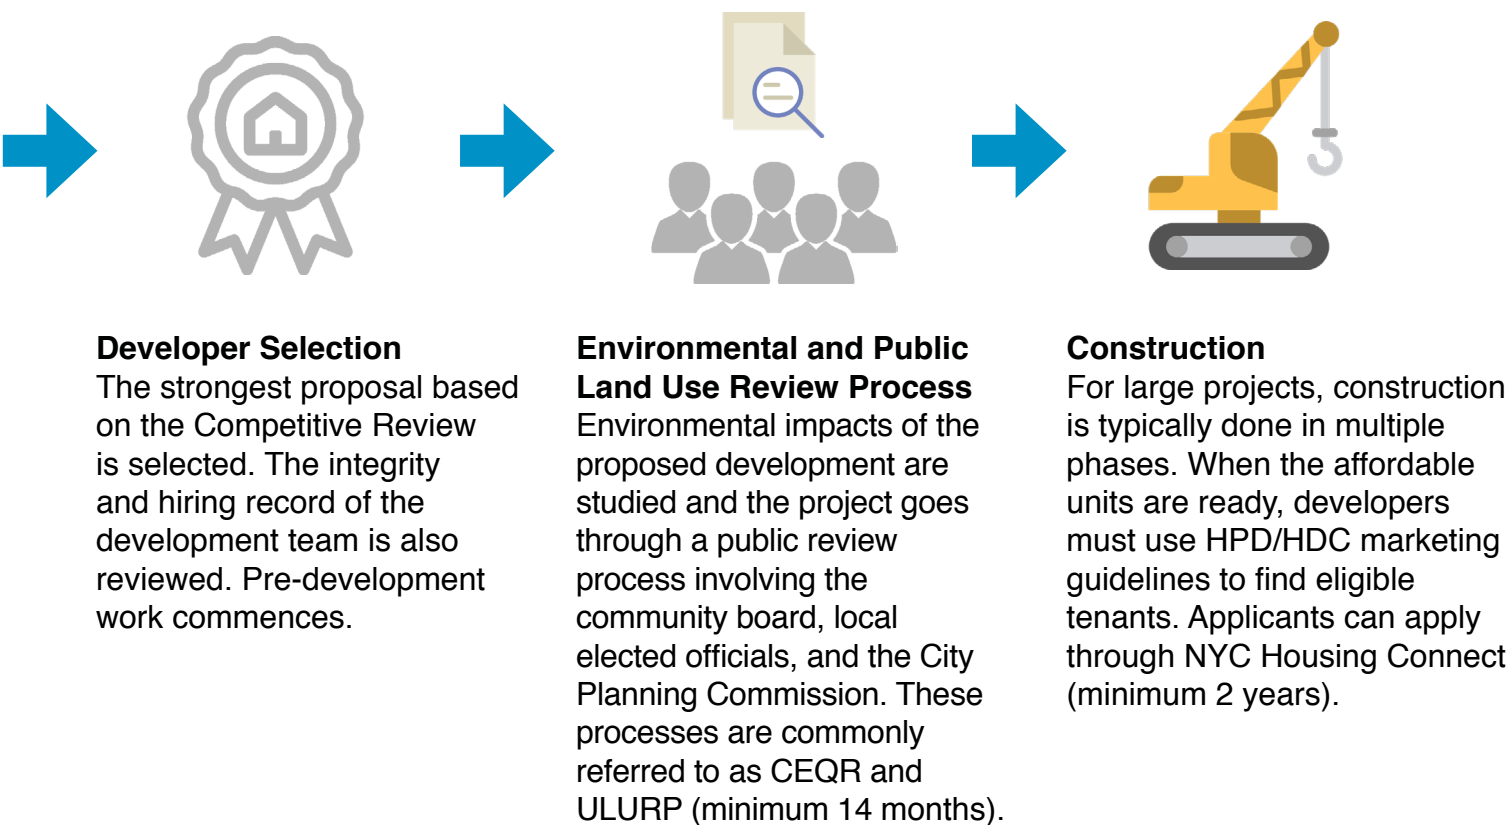 Developer Selection
The strongest proposal based
on the Competitive Review
is selected. The integrity
and hiring record of the
development team is also
reviewed. Pre-development
work commences.
Environmental and Public
Land Use Review Process
Environmental impacts of the
proposed development are
studied and the project goes
through a public review
process involving the
community board, local
elected officials, and the City
Planning Commission. These
processes are commonly
referred to as CEQR and
ULURP (minimum 14 months).
Construction
For large projects, construction
is typically done in multiple
phases. When the affordable
units are ready, developers
must use HPD/HDC marketing
guidelines to find eligible
tenants. Applicants can apply
through NYC Housing Connect
(minimum 2 years).